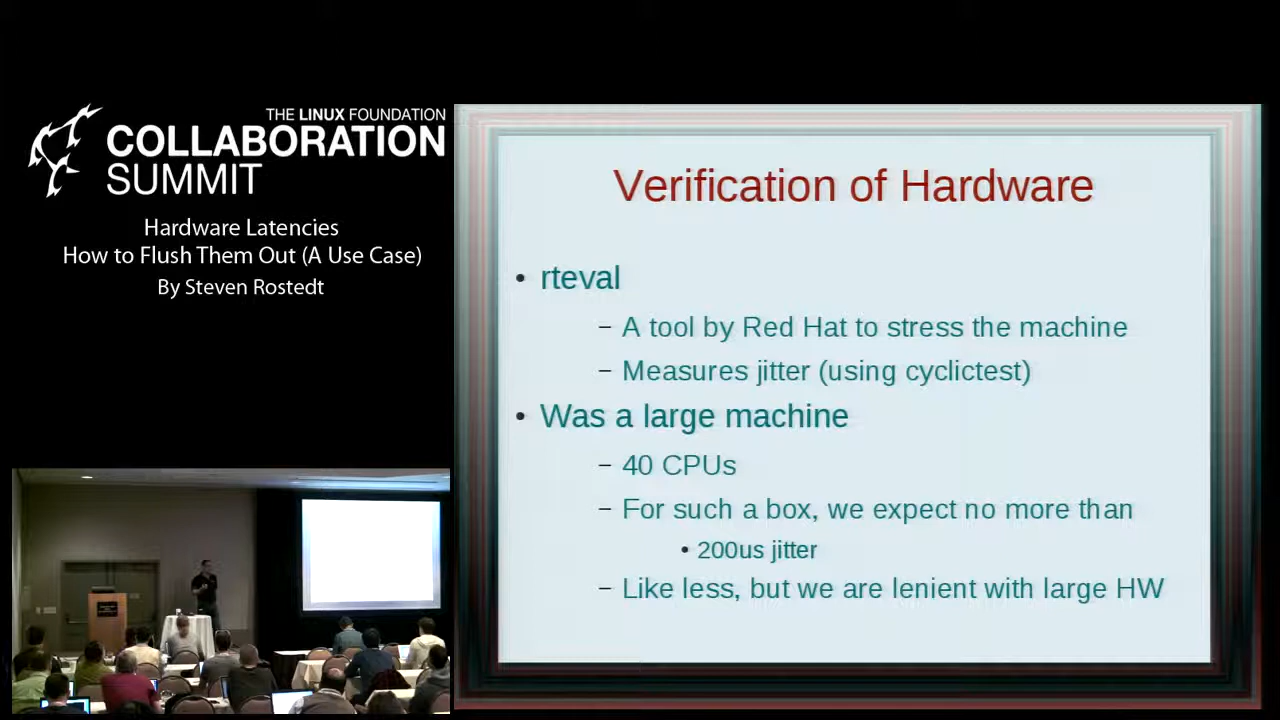 THE LINUX FOUNDATION
COLLABORATION
SUMMIT
Hardware Latencies
How to Flush Them Out (A Use Case)
By Steven Rostedt
Verification of Hardware
• rteval
– A tool by Red Hat to stress the machine
– Measures jitter (using cyclictest)
• Was a large machine
– 40 CPUs
– For such a box, we expect no more than
• 200us jitter
– Like less, but we are lenient with large HW